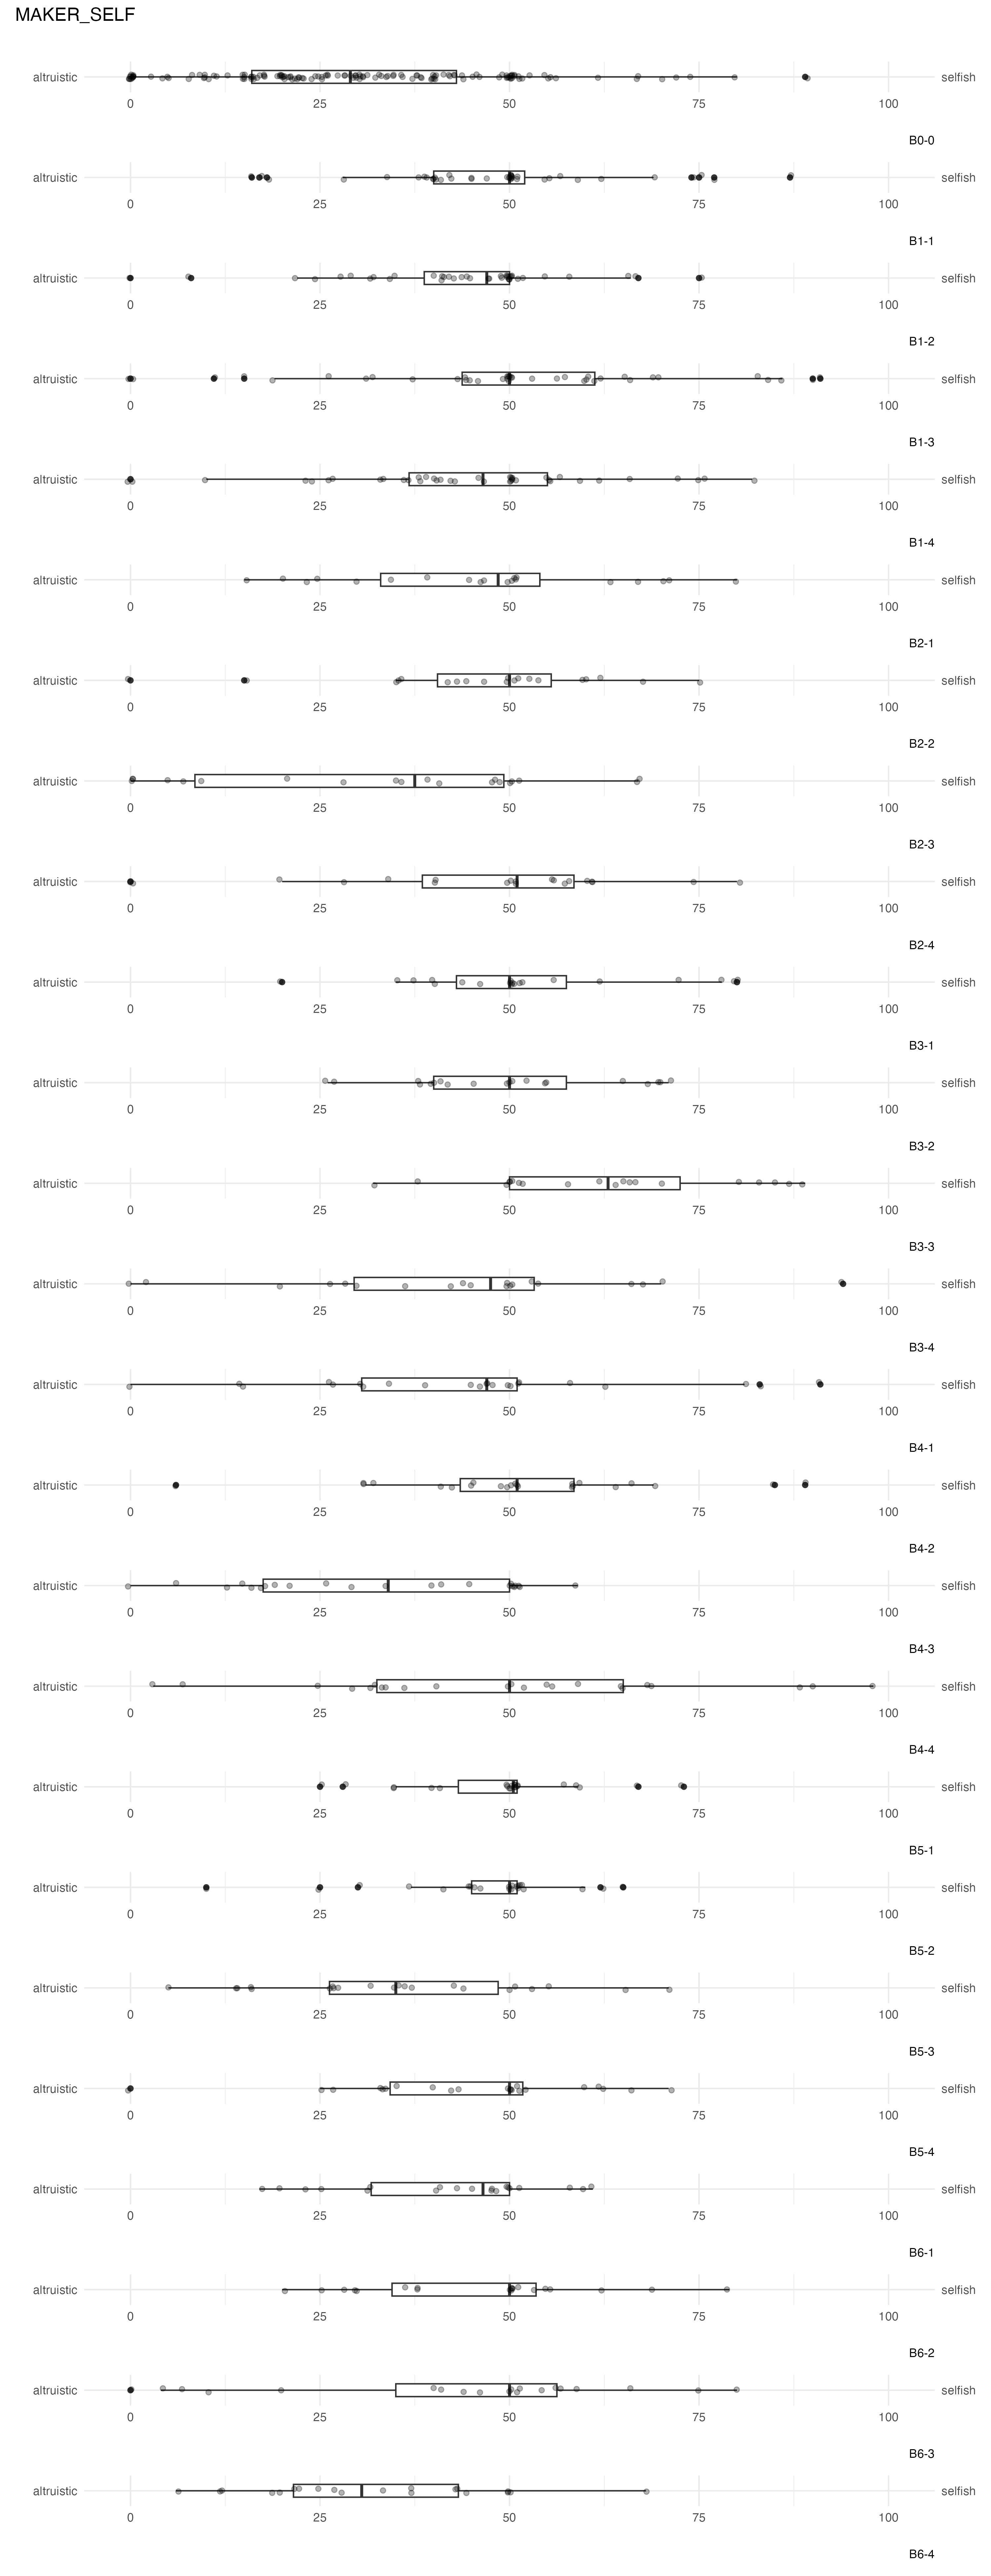 MAKER_SELF
altruistic selfish
0 25 50 75 100
B0-0
altruistic selfish
0 25 50 75 100
B1-1
altruistic selfish
0 25 50 75 100
B1-2
altruistic selfish
0 25 50 75 100
B1-3
altruistic selfish
0 25 50 75 100
B1-4
altruistic selfish
0 25 50 75 100
B2-1
altruistic selfish
0 25 50 75 100
B2-2
altruistic selfish
0 25 50 75 100
B2-3
altruistic selfish
0 25 50 75 100
B2-4
altruistic selfish
0 25 50 75 100
B3-1
altruistic selfish
0 25 50 75 100
B3-2
altruistic selfish
0 25 50 75 100
B3-3
altruistic selfish
0 25 50 75 100
B3-4
altruistic selfish
0 25 50 75 100
B4-1
altruistic selfish
0 25 50 75 100
B4-2
altruistic selfish
0 25 50 75 100
B4-3
altruistic selfish
0 25 50 75 100
B4-4
altruistic selfish
0 25 50 75 100
B5-1
altruistic selfish
0 25 50 75 100
B5-2
altruistic selfish
0 25 50 75 100
B5-3
altruistic selfish
0 25 50 75 100
B5-4
altruistic selfish
0 25 50 75 100
B6-1
altruistic selfish
0 25 50 75 100
B6-2
altruistic selfish
0 25 50 75 100
B6-3
altruistic selfish
0 25 50 75 100
B6-4